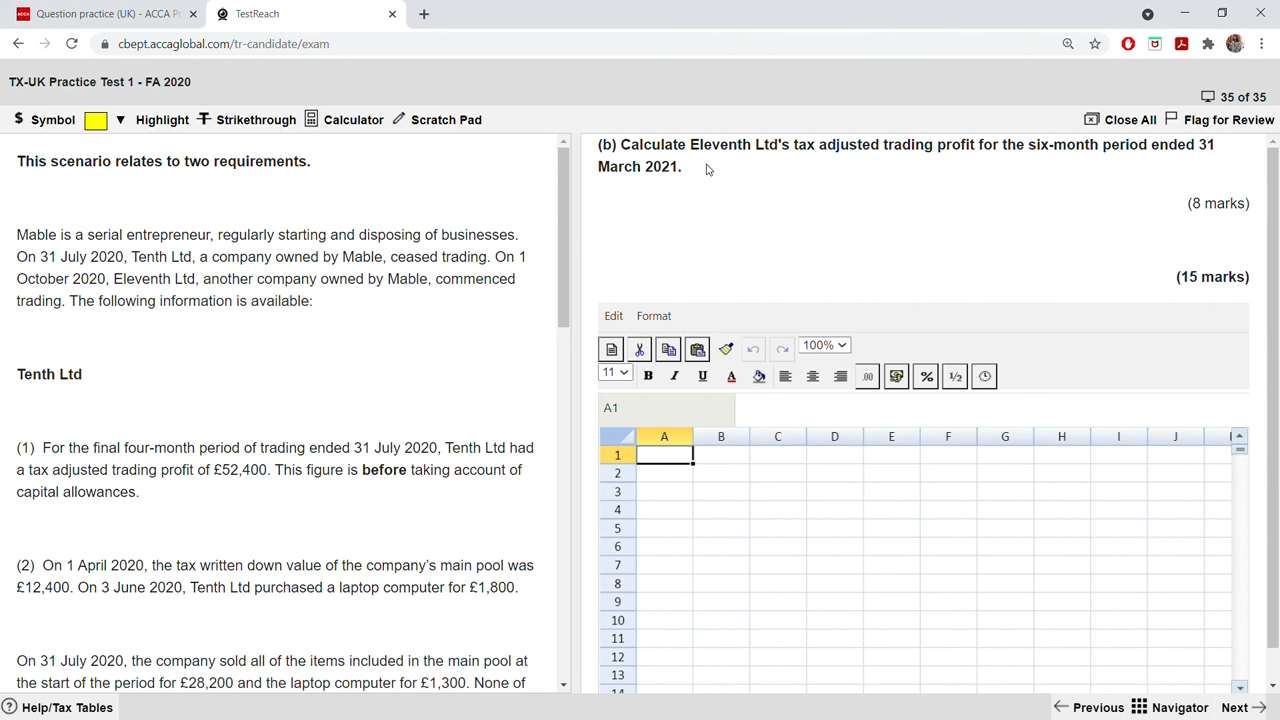 Question practice (UK) - ACCA P
TestReach
cbept.accaglobal.com/tr-candidate/exam
TX-UK Practice Test 1 - FA 2020
35 of 35
$ Symbol Highlight Strikethrough Calculator Scratch Pad
Close All Flag for Review
This scenario relates to two requirements.
Mable is a serial entrepreneur, regularly starting and disposing of businesses.
On 31 July 2020, Tenth Ltd, a company owned by Mable, ceased trading. On 1
October 2020, Eleventh Ltd, another company owned by Mable, commenced
trading. The following information is available:
Tenth Ltd
(1) For the final four-month period of trading ended 31 July 2020, Tenth Ltd had
a tax adjusted trading profit of £52,400. This figure is before taking account of
capital allowances.
(2) On 1 April 2020, the tax written down value of the company's main pool was
£12,400. On 3 June 2020, Tenth Ltd purchased a laptop computer for £1,800.
On 31 July 2020, the company sold all of the items included in the main pool at
the start of the period for £28,200 and the laptop computer for £1,300. None of
(b) Calculate Eleventh Ltd's tax adjusted trading profit for the six-month period ended 31
March 2021.
(8 marks)
(15 marks)
Edit Format
100%
11 B I U A .00 % 1/2
A1
A B C D E F G H I J
1
2
3
4
5
6
7
8
9
10
11
12
13
14
? Help/Tax Tables
Previous Navigator Next